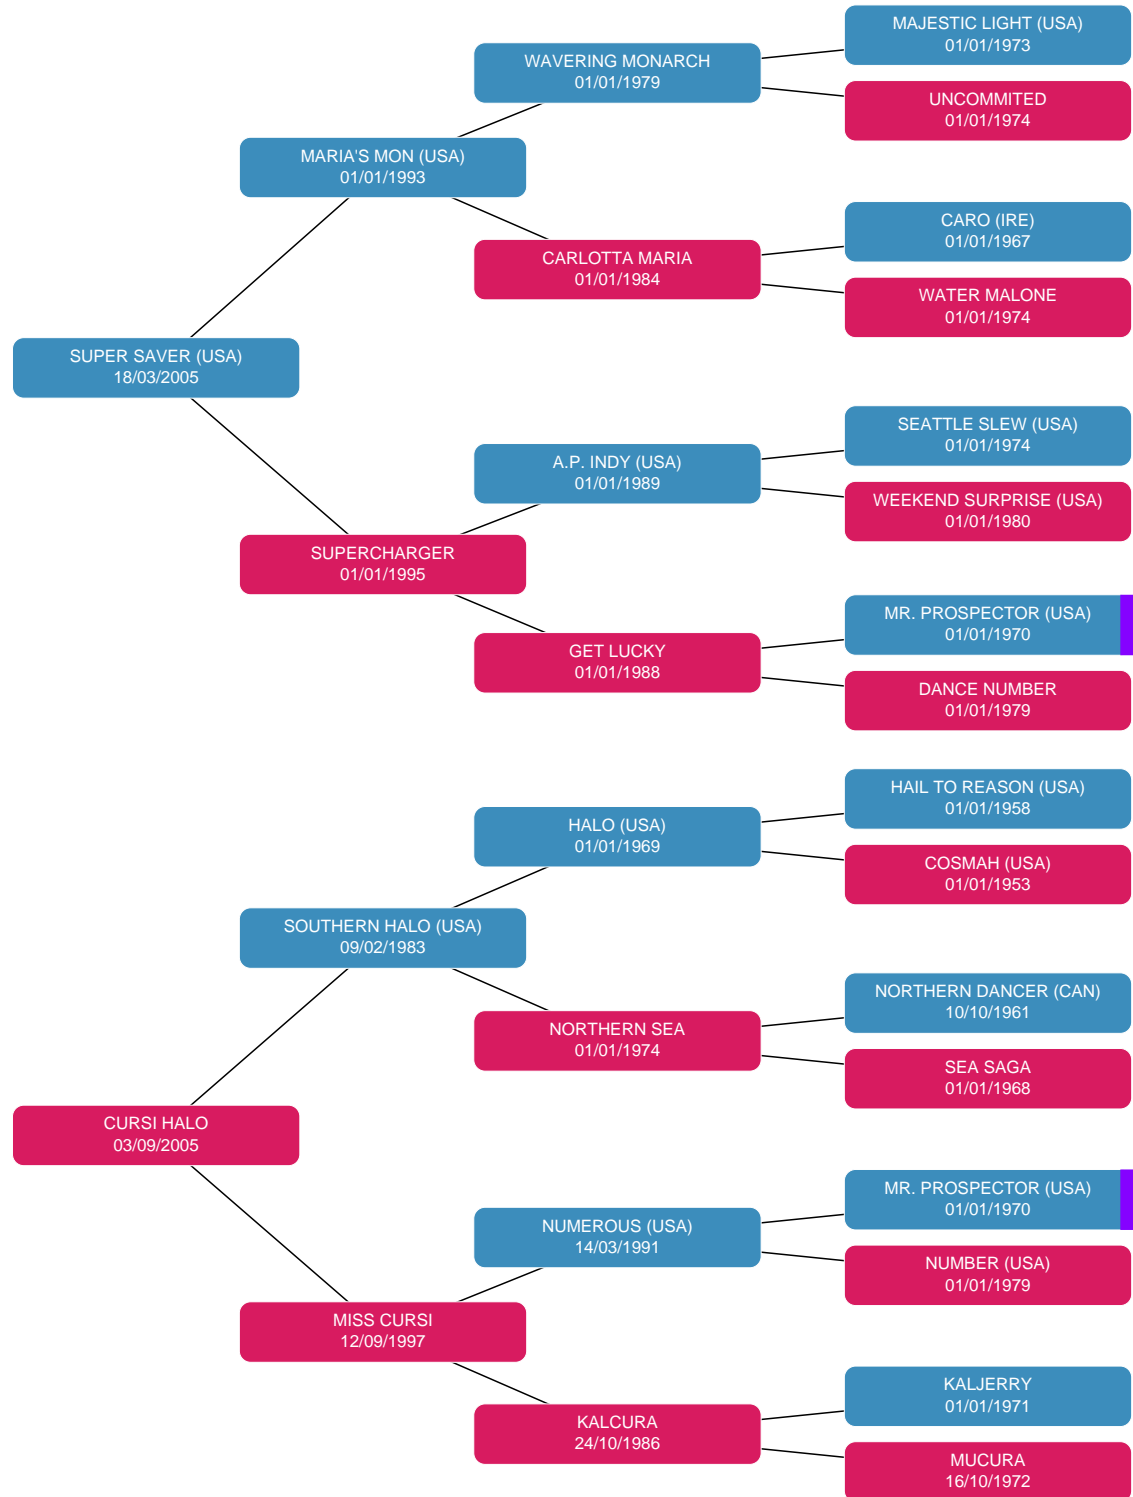 MAJESTIC LIGHT (USA)
01/01/1973
WAVERING MONARCH
01/01/1979
UNCOMMITED
01/01/1974
MARIA'S MON (USA)
01/01/1993
CARO (IRE)
01/01/1967
CARLOTTA MARIA
01/01/1984
WATER MALONE
01/01/1974
SUPER SAVER (USA)
18/03/2005
SEATTLE SLEW (USA)
01/01/1974
A.P. INDY (USA)
01/01/1989
WEEKEND SURPRISE (USA)
01/01/1980
SUPERCHARGER
01/01/1995
MR. PROSPECTOR (USA)
01/01/1970
GET LUCKY
01/01/1988
DANCE NUMBER
01/01/1979
HAIL TO REASON (USA)
01/01/1958
HALO (USA)
01/01/1969
COSMAH (USA)
01/01/1953
SOUTHERN HALO (USA)
09/02/1983
NORTHERN DANCER (CAN)
10/10/1961
NORTHERN SEA
01/01/1974
SEA SAGA
01/01/1968
CURSI HALO
03/09/2005
MR. PROSPECTOR (USA)
01/01/1970
NUMEROUS (USA)
14/03/1991
NUMBER (USA)
01/01/1979
MISS CURSI
12/09/1997
KALJERRY
01/01/1971
KALCURA
24/10/1986
MUCURA
16/10/1972